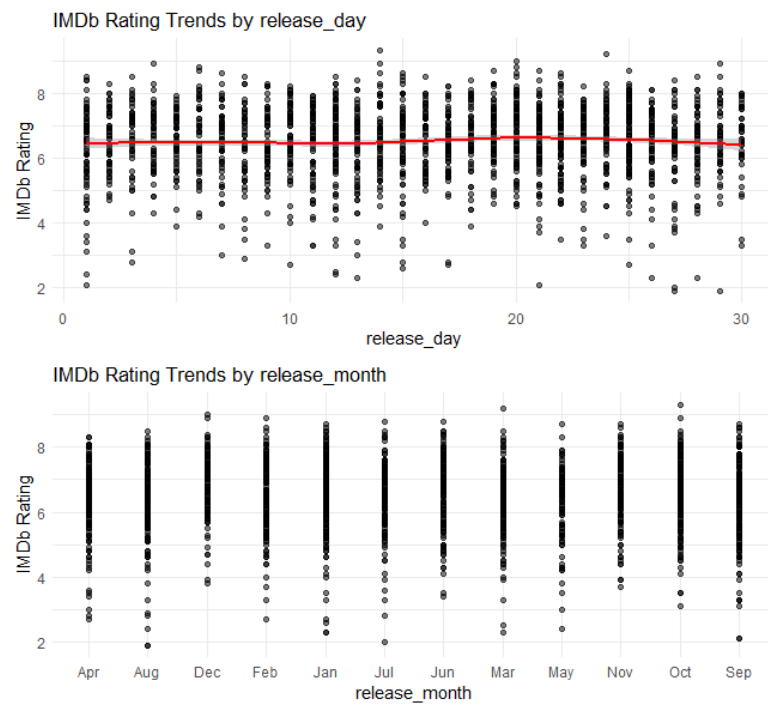 IMDb Rating Trends by release_day
IMDb Rating
8
6
4
2
0
10
20
30
release_day
IMDb Rating Trends by release_month
IMDb Rating
8
6
4
2
Apr Aug Dec Feb Jan Jul Jun Mar May Nov Oct Sep
release_month